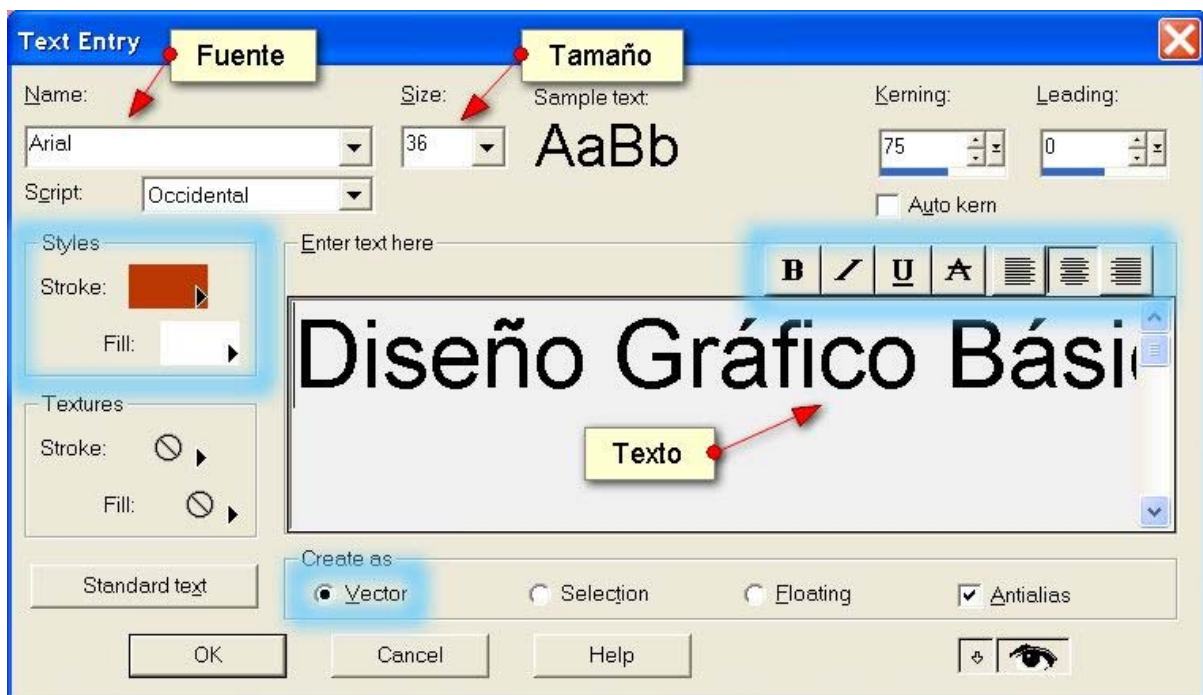 Text Entry
Fuente
Tamaño
Name:
Size:
Sample text:
Kerning:
Leading:
Arial
36
AaBb
75
0
Script:
Occidental
Auto kern
Styles
Enter text here
B I U A
Stroke:
Fill:
Diseño Gráfico Bási
Textures
Stroke:
Texto
Fill:
Create as
Standard text
Vector
Selection
Floating
Antialias
OK
Cancel
Help